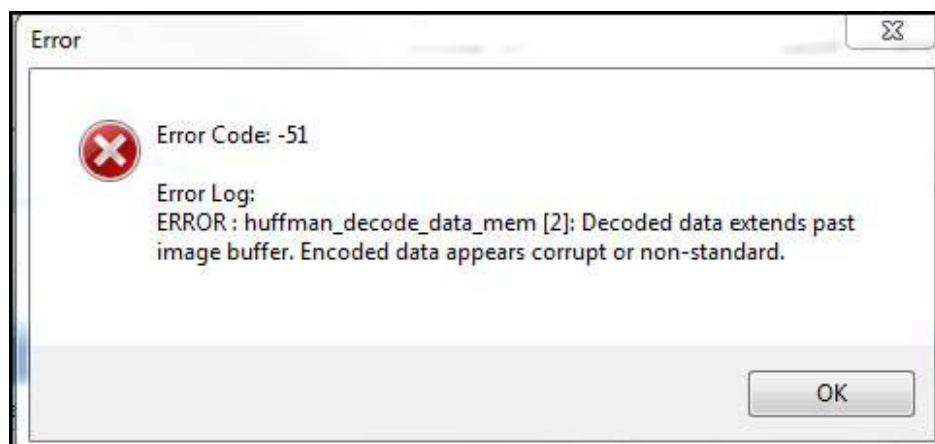 Error
Error Code: -51
Error Log:
ERROR : huffman_decode_data_mem [2]: Decoded data extends past
image buffer. Encoded data appears corrupt or non-standard.
OK